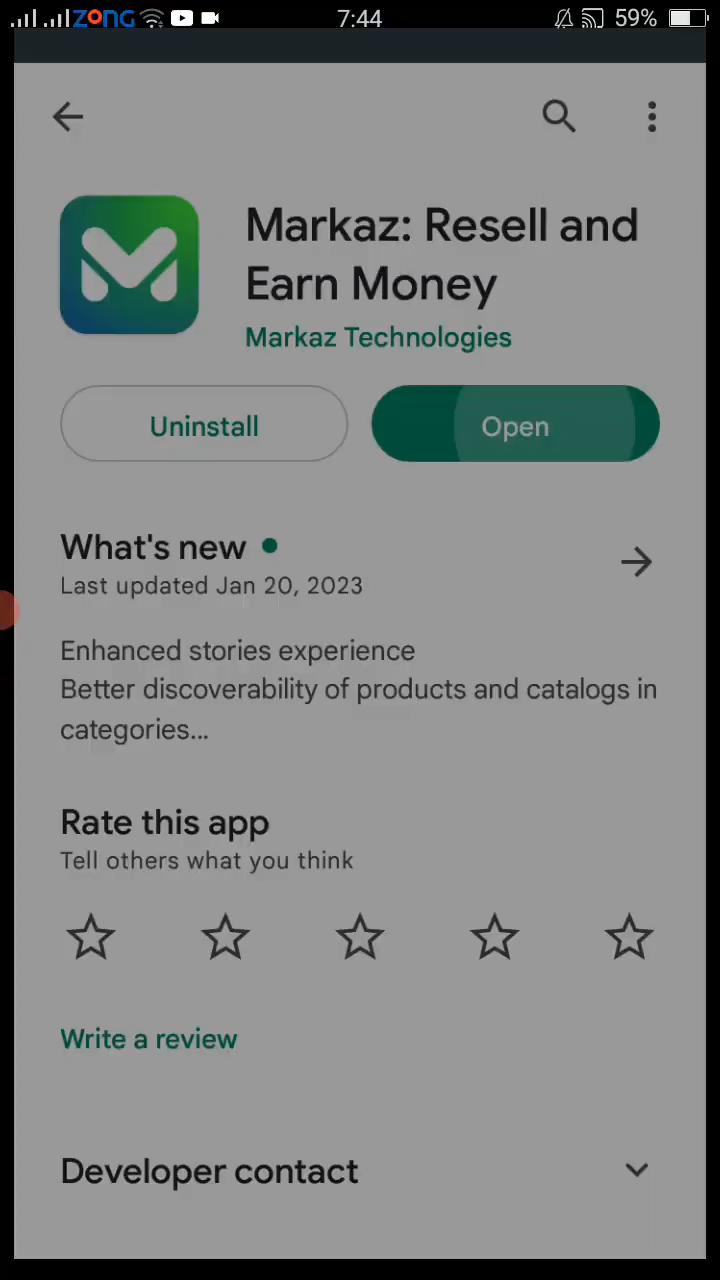 ZONG 7:44 59%
Markaz: Resell and
Earn Money
Markaz Technologies
Uninstall Open
What's new
Last updated Jan 20, 2023
Enhanced stories experience
Better discoverability of products and catalogs in
categories...
Rate this app
Tell others what you think
Write a review
Developer contact